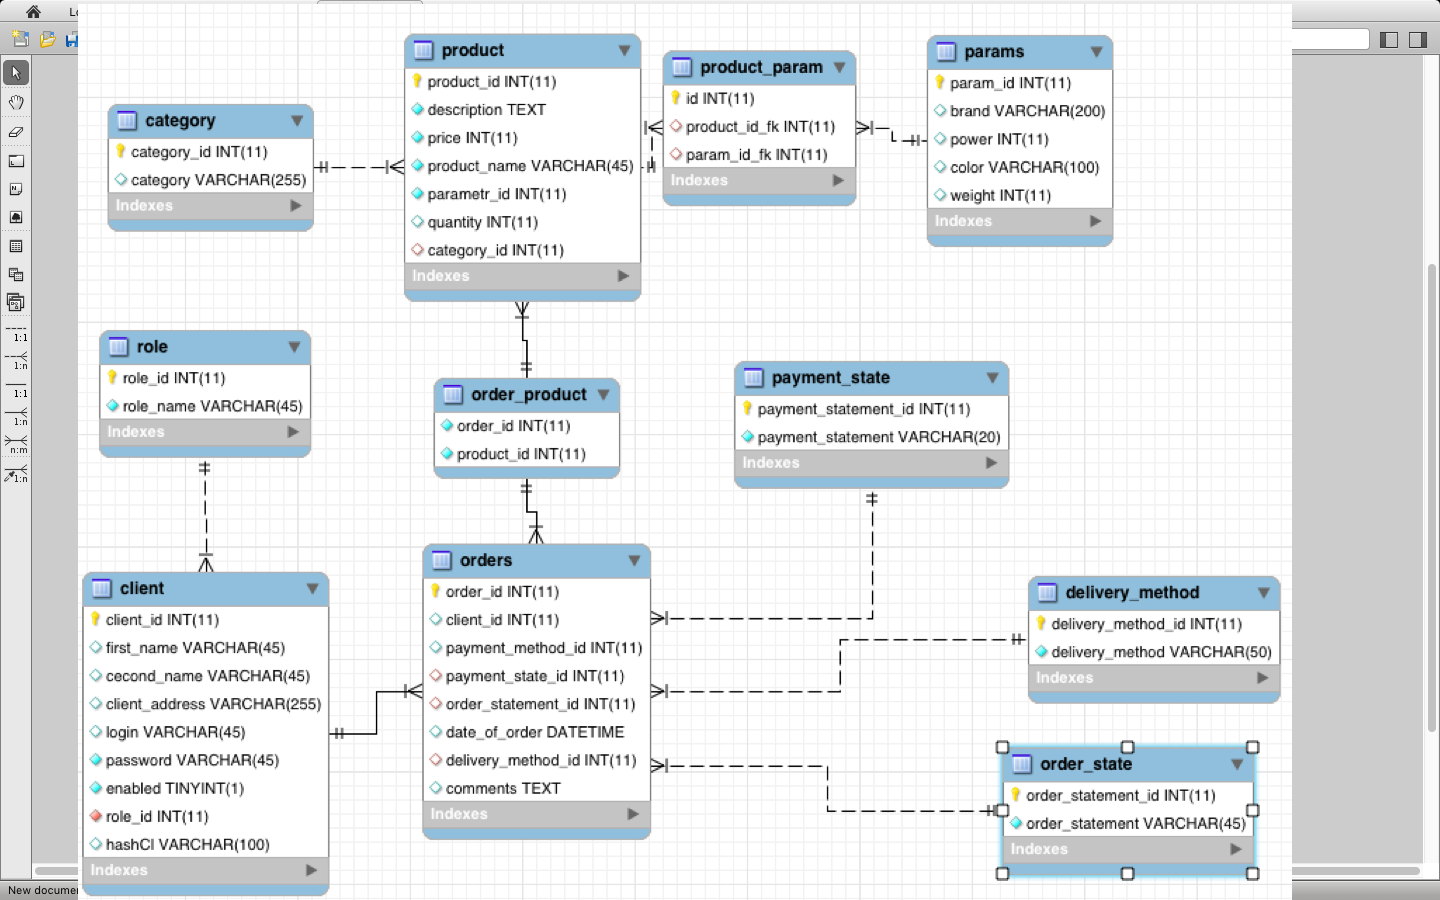 Lo
product
product_id INT(11)
description TEXT
price INT(11)
product_name VARCHAR(45)
parametr_id INT(11)
quantity INT(11)
category_id INT(11)
Indexes
product_param
id INT(11)
product_id_fk INT(11)
param_id_fk INT(11)
Indexes
params
param_id INT(11)
brand VARCHAR(200)
power INT(11)
color VARCHAR(100)
weight INT(11)
Indexes
category
category_id INT(11)
category VARCHAR(255)
Indexes
role
role_id INT(11)
role_name VARCHAR(45)
Indexes
order_product
order_id INT(11)
product_id INT(11)
payment_state
payment_statement_id INT(11)
payment_statement VARCHAR(20)
Indexes
client
client_id INT(11)
first_name VARCHAR(45)
cecond_name VARCHAR(45)
client_address VARCHAR(255)
login VARCHAR(45)
password VARCHAR(45)
enabled TINYINT(1)
role_id INT(11)
hashCl VARCHAR(100)
Indexes
orders
order_id INT(11)
client_id INT(11)
payment_method_id INT(11)
payment_state_id INT(11)
order_statement_id INT(11)
date_of_order DATETIME
delivery_method_id INT(11)
comments TEXT
Indexes
delivery_method
delivery_method_id INT(11)
delivery_method VARCHAR(50)
Indexes
order_state
order_statement_id INT(11)
order_statement VARCHAR(45)
Indexes
1:1
1:n
1:1
1:n
n:m
1:n
New documen